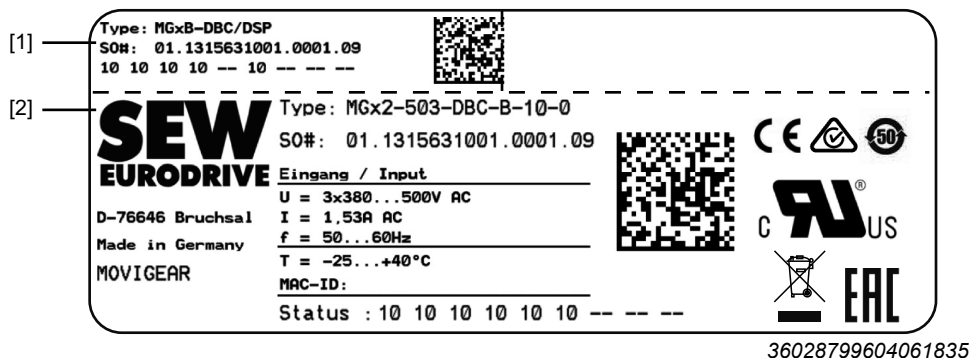 [1]
Type: MGxB-DBC/DSP
SO#: 01.1315631001.0001.09
10 10 10 10 -- 10 -- -- --
[2]
SEW
EURODRIVE
D-76646 Bruchsal
Made in Germany
MOVIGEAR
Type: MGx2-503-DBC-B-10-0
SO#: 01.1315631001.0001.09
Eingang / Input
U = 3x380...500V AC
I = 1,53A AC
f = 50...60Hz
T = -25...+40°C
MAC-ID:
Status : 10 10 10 10 10 10 -- -- --
CE
50
C UR US ®
EAC
36028799604061835